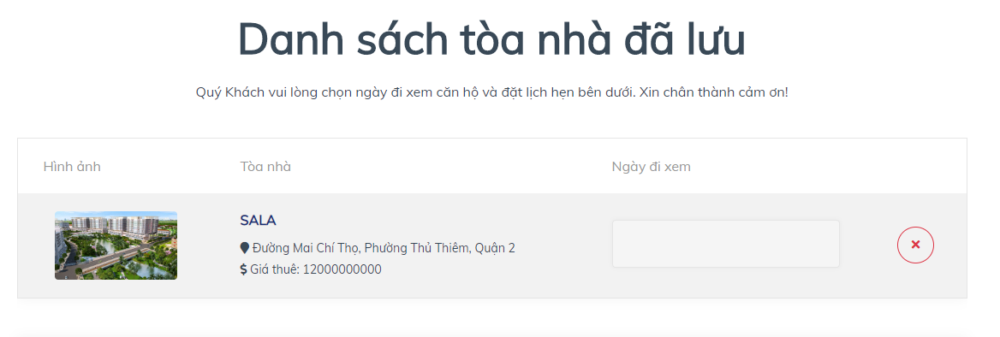 Danh sách tòa nhà đã lưu
Quý Khách vui lòng chọn ngày đi xem căn hộ và đặt lịch hẹn bên dưới. Xin chân thành cảm ơn!
Hình ảnh Tòa nhà Ngày đi xem
SALA
Đường Mai Chí Thọ, Phường Thủ Thiêm, Quận 2
$ Giá thuê: 12000000000